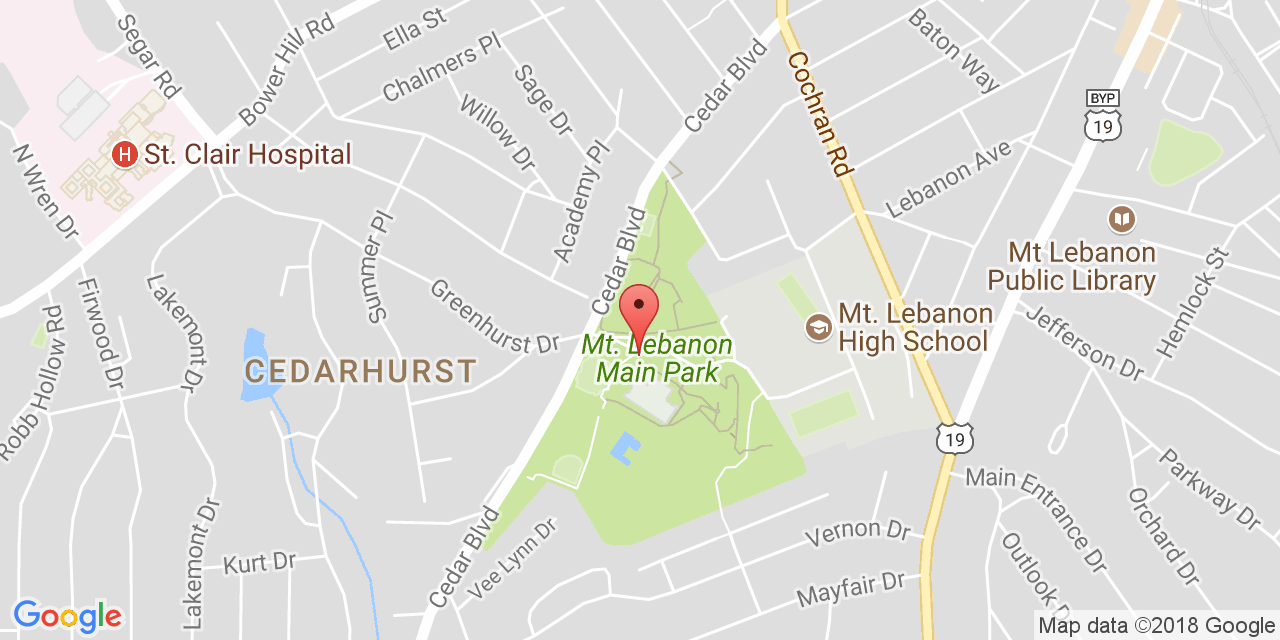 Segar Rd
Bower Hill Rd
Ella St
Chalmers Pl
Sage Dr
Willow Dr
Academy Pl
Cedar Blvd
Cochran Rd
Baton Way
BYP
19
H
St. Clair Hospital
N Wren Dr
Lebanon Ave
Summer Pl
Cedar Blvd
Mt Lebanon
Public Library
Hemlock St
Firwood Dr
Lakemont Dr
Greenhurst Dr
Robb Hollow Rd
CEDARHURST
Mt. Lebanon
Main Park
Mt. Lebanon
High School
Jefferson Dr
19
Main Entrance Dr
Parkway Dr
Orchard Dr
Outlook D
Vernon Dr
Mayfair Dr
Cedar Blvd
Vee Lynn Dr
Lakemont Dr
Kurt Dr
Google
Map data ©2018 Google